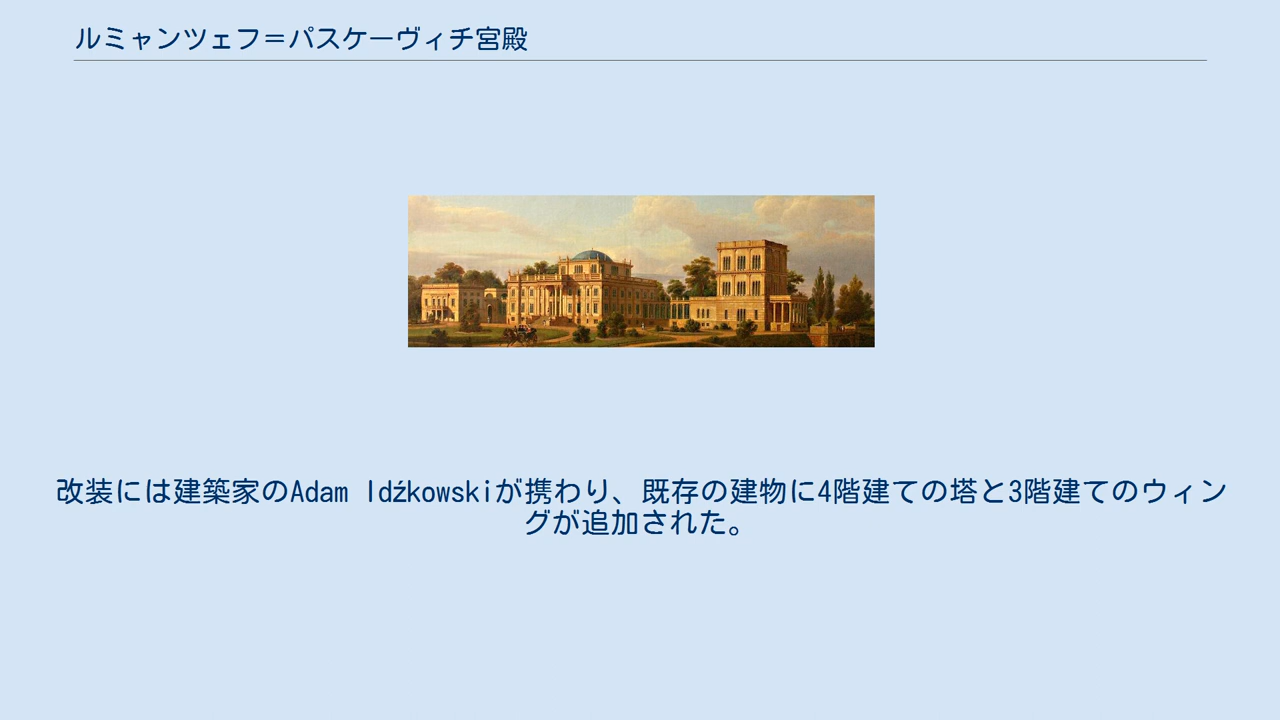 ルミャンツェフ＝パスケーヴィチ宮殿
改装には建築家のAdam Idźkowskiが携わり、既存の建物に4階建ての塔と3階建てのウィン
グが追加された。